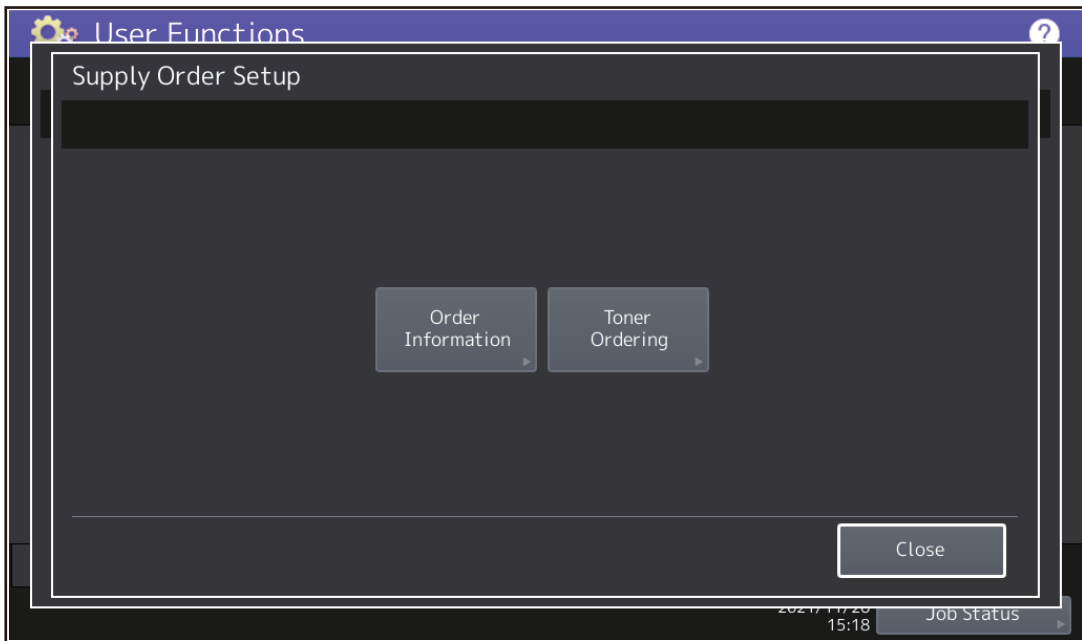 User Functions
?
Supply Order Setup
Order
Information
Toner
Ordering
Close
15:18
Job Status